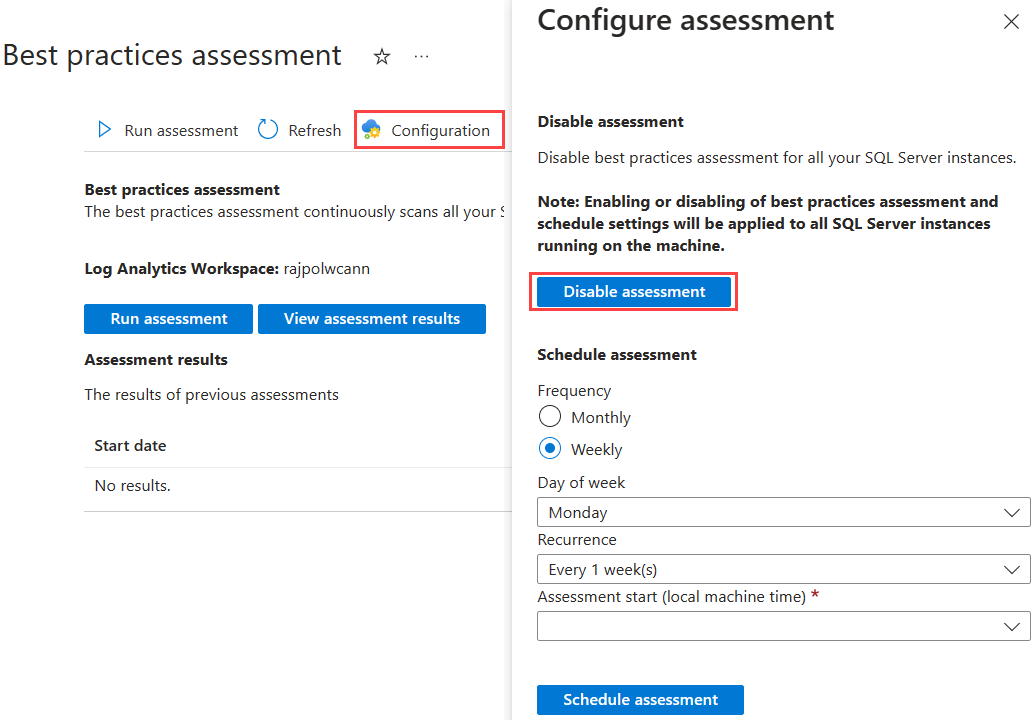 Best practices assessment
Run assessment
Refresh
Configuration
Best practices assessment
The best practices assessment continuously scans all your
Log Analytics Workspace: rajpolwcann
Run assessment
View assessment results
Assessment results
The results of previous assessments
Start date
No results.
Configure assessment
Disable assessment
Disable best practices assessment for all your SQL Server instances.
Note: Enabling or disabling of best practices assessment and
schedule settings will be applied to all SQL Server instances
running on the machine.
Disable assessment
Schedule assessment
Frequency
Monthly
Weekly
Day of week
Monday
Recurrence
Every 1 week(s)
Assessment start (local machine time) *
Schedule assessment